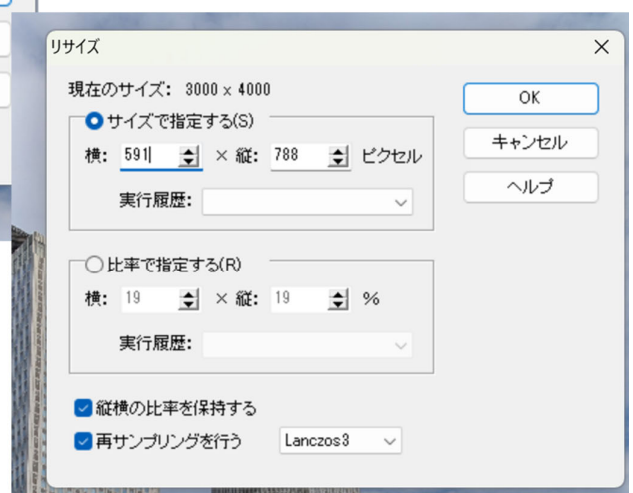 リサイズ
現在のサイズ: 3000 x 4000
サイズで指定する(S)
横: 591 × 縦: 788 ピクセル
実行履歴:
比率で指定する(R)
横: 19 × 縦: 19 %
実行履歴:
縦横の比率を保持する
再サンプリングを行う Lanczos3
OK
キャンセル
ヘルプ